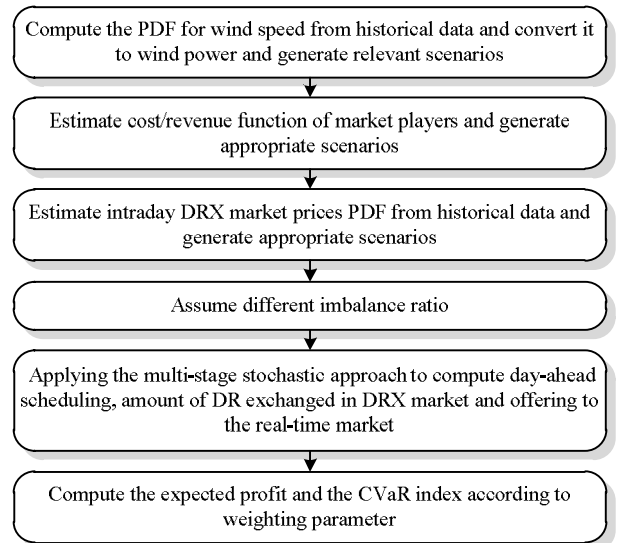 Compute the PDF for wind speed from historical data and convert it
to wind power and generate relevant scenarios
Estimate cost/revenue function of market players and generate
appropriate scenarios
Estimate intraday DRX market prices PDF from historical data and
generate appropriate scenarios
Assume different imbalance ratio
Applying the multi-stage stochastic approach to compute day-ahead
scheduling, amount of DR exchanged in DRX market and offering to
the real-time market
Compute the expected profit and the CVaR index according to
weighting parameter